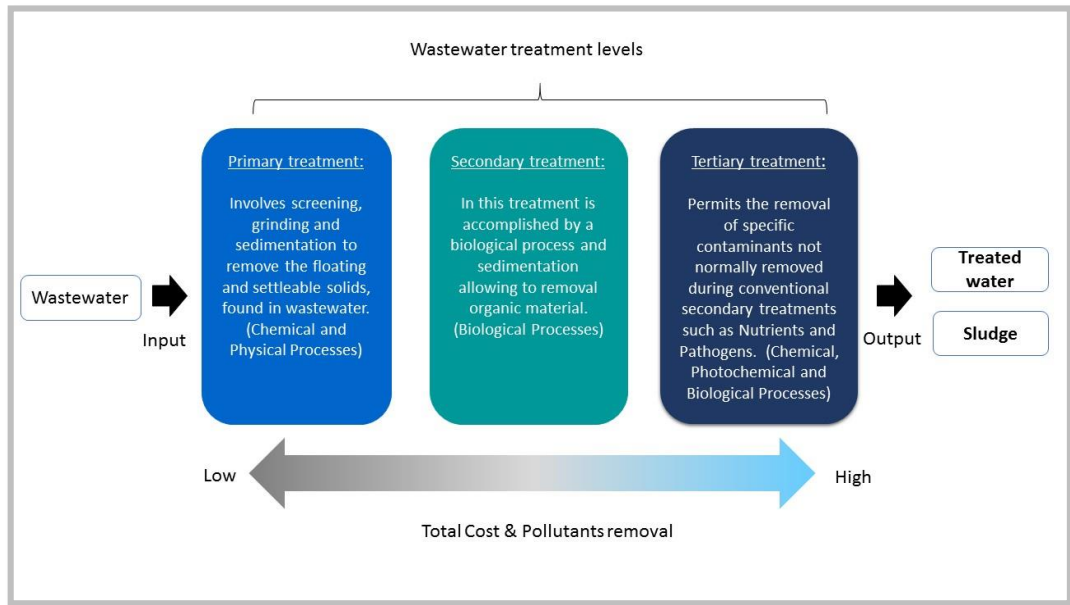 Wastewater treatment levels
Primary treatment:
Involves screening,
grinding and
sedimentation to
remove the floating
and settleable solids,
found in wastewater.
(Chemical and
Physical Processes)
Secondary treatment:
In this treatment is
accomplished by a
biological process and
sedimentation
allowing to removal
organic material.
(Biological Processes)
Tertiary treatment:
Permits the removal
of specific
contaminants not
normally removed
during conventional
secondary treatments
such as Nutrients and
Pathogens. (Chemical,
Photochemical and
Biological Processes)
Wastewater
Input
Output
Treated
water
Sludge
Low
High
Total Cost & Pollutants removal